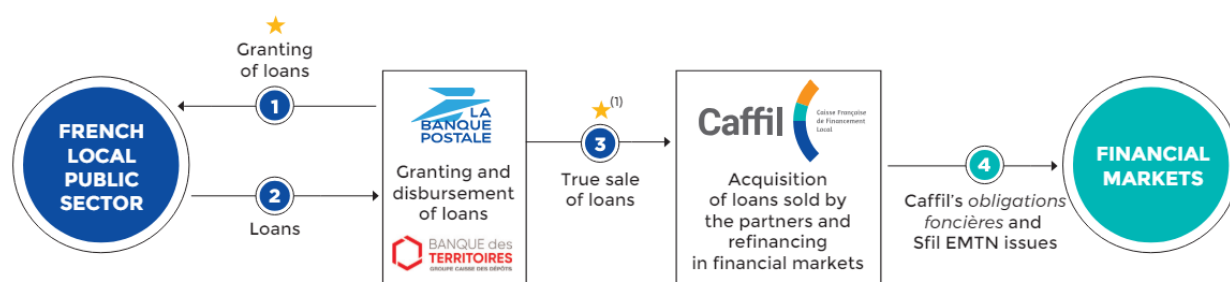 FRENCH
LOCAL
PUBLIC
SECTOR
Granting
of loans
1
2
Loans
LA
BANQUE
POSTALE
Granting and
disbursement
of loans
BANQUE des
TERRITOIRES
GROUPE CAISSE DES DÉPÔTS
(1)
3
True sale
of loans
Caffil
Caisse Française
de Financement
Local
Acquisition
of loans sold by
the partners and
refinancing
in financial markets
4
Caffil's obligations
foncières and
Sfil EMTN issues
FINANCIAL
MARKETS